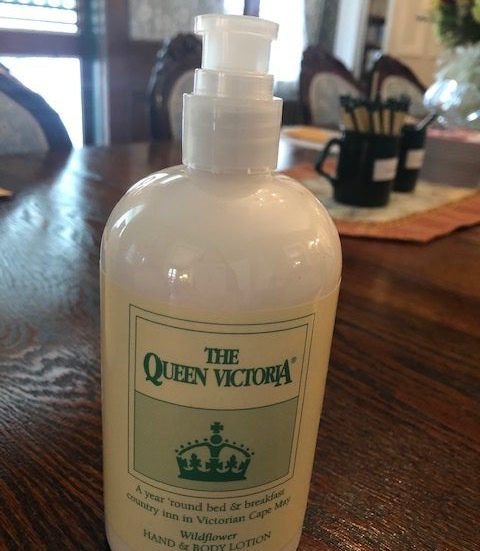 THE
QUEEN VICTORIA®
A year 'round bed & breakfast
country inn in Victorian Cape May
Wildflower
HAND & BODY LOTION